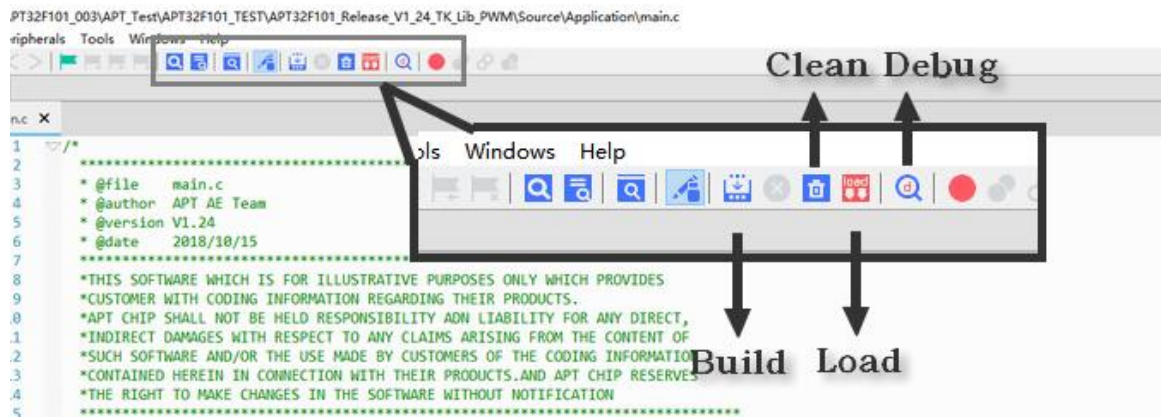 APT32F101_003\APT_Test\APT32F101_TEST\APT32F101_Release_V1_24_TK_Lib_PWM\Source\Application\main.c
ripherals Tools Windows Help
Clean Debug
n.c X
ols Windows Help
load
d
1 /*
2 ********************************************
3 * @file main.c
4 * @author APT AE Team
5 * @version V1.24
6 * @date 2018/10/15
7 ********************************************
8 *THIS SOFTWARE WHICH IS FOR ILLUSTRATIVE PURPOSES ONLY WHICH PROVIDES
9 *CUSTOMER WITH CODING INFORMATION REGARDING THEIR PRODUCTS.
0 *APT CHIP SHALL NOT BE HELD RESPONSIBILITY ADN LIABILITY FOR ANY DIRECT,
1 *INDIRECT DAMAGES WITH RESPECT TO ANY CLAIMS ARISING FROM THE CONTENT OF
2 *SUCH SOFTWARE AND/OR THE USE MADE BY CUSTOMERS OF THE CODING INFORMATION
3 *CONTAINED HEREIN IN CONNECTION WITH THEIR PRODUCTS.AND APT CHIP RESERVES
4 *THE RIGHT TO MAKE CHANGES IN THE SOFTWARE WITHOUT NOTIFICATION
5 ******************************************************************************
Build Load